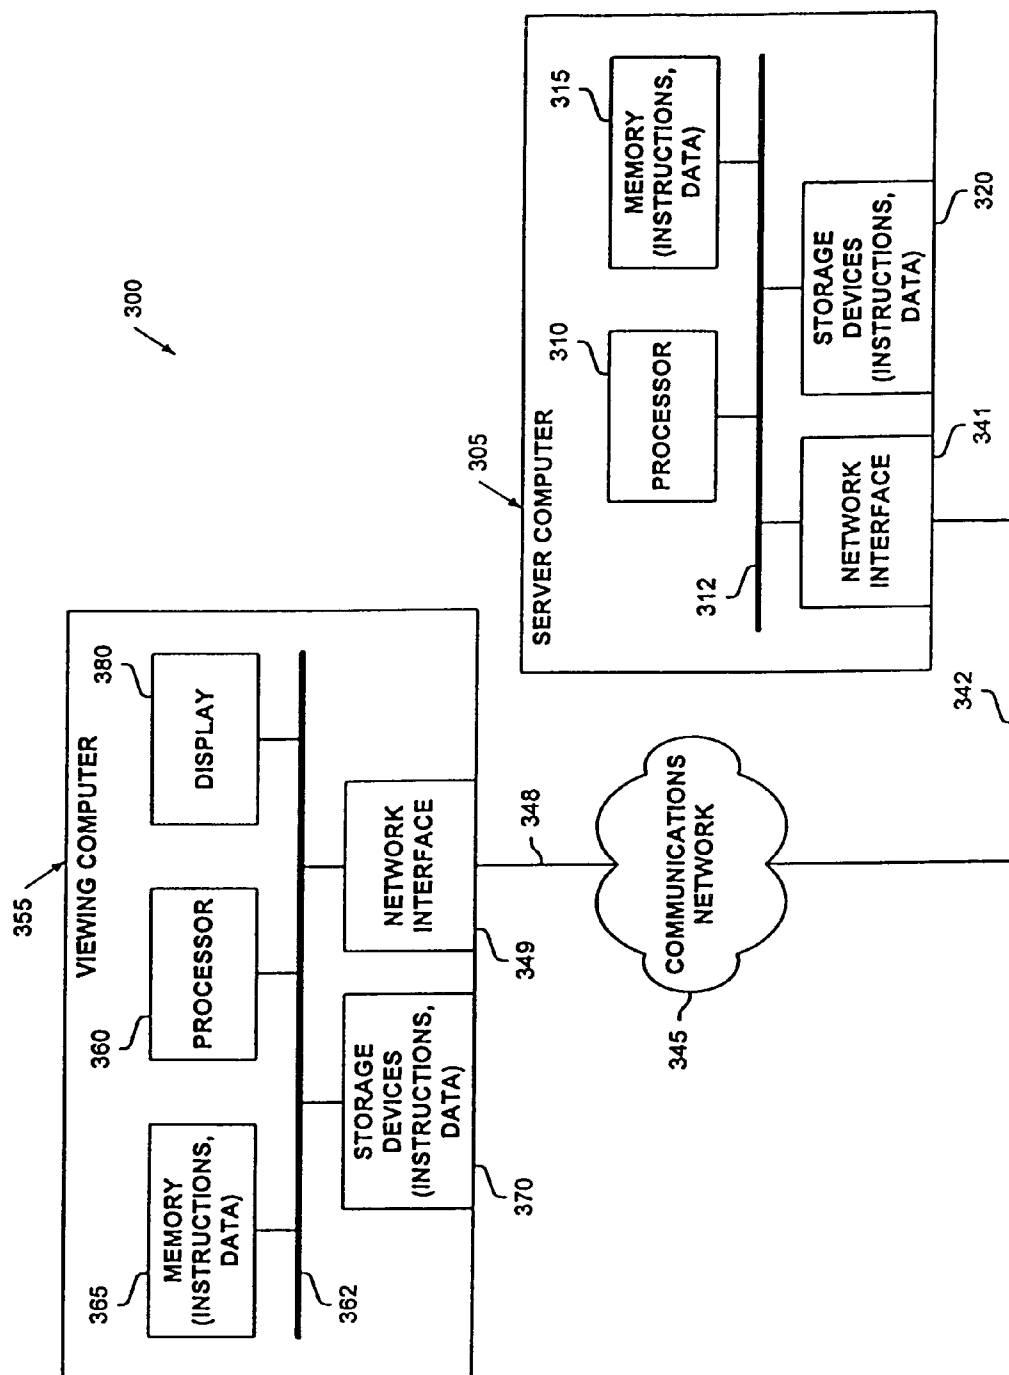 300
355
VIEWING COMPUTER
365
MEMORY
(INSTRUCTIONS,
DATA)
360
PROCESSOR
380
DISPLAY
362
370
STORAGE
DEVICES
(INSTRUCTIONS,
DATA)
349
NETWORK
INTERFACE
348
345
COMMUNICATIONS
NETWORK
342
305
SERVER COMPUTER
310
PROCESSOR
315
MEMORY
(INSTRUCTIONS,
DATA)
312
NETWORK
INTERFACE
341
STORAGE
DEVICES
(INSTRUCTIONS,
DATA)
320